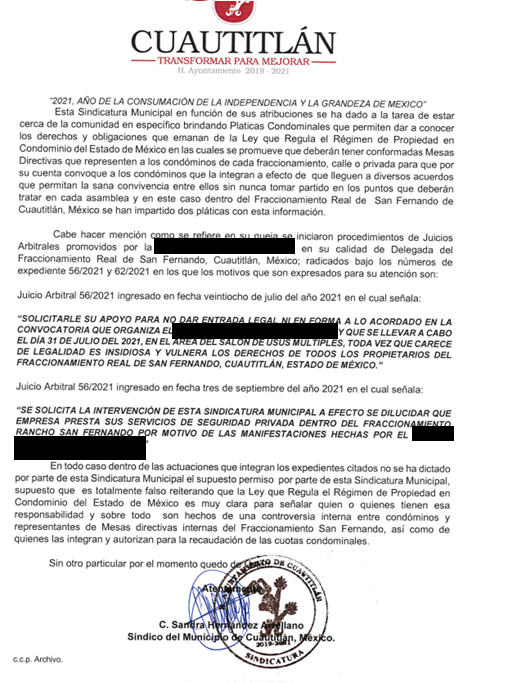 CUAUTITLÁN
TRANSFORMAR PARA MEJORAR
H. Ayuntamiento 2019 - 2021
"2021, AÑO DE LA CONSUMACIÓN DE LA INDEPENDENCIA Y LA GRANDEZA DE MEXICO"
Esta Sindicatura Municipal en función de sus atribuciones se ha dado a la tarea de estar
cerca de la comunidad en específico brindando Platicas Condominales que permiten dar a conocer
los derechos y obligaciones que emanan de la Ley que Regula el Régimen de Propiedad en
Condominio del Estado de México en las cuales se promueve que deberán tener conformadas Mesas
Directivas que representen a los condóminos de cada fraccionamiento, calle o privada para que por
su cuenta convoque a los condóminos que la integran a efecto de que lleguen a diversos acuerdos
que permitan la sana convivencia entre ellos sin nunca tomar partido en los puntos que deberán
tratar en cada asamblea y en este caso dentro del Fraccionamiento Real de San Fernando de
Cuautitlán, México se han impartido dos pláticas con esta información.
Cabe hacer mención como se refiere en su queja se iniciaron procedimientos de Juicios
Arbitrales promovidos por la en su calidad de Delegada del
Fraccionamiento Real de San Fernando, Cuautitlán, México; radicados bajo los números de
expediente 56/2021 y 62/2021 en los que los motivos que son expresados para su atención son:
Juicio Arbitral 56/2021 ingresado en fecha veintiocho de julio del año 2021 en el cual señala:
"SOLICITARLE SU APOYO PARA NO DAR ENTRADA LEGAL NI EN FORMA A LO ACORDADO EN LA
CONVOCATORIA QUE ORGANIZA EL Y QUE SE LLEVAR A CABO
EL DÍA 31 DE JULIO DEL 2021, EN EL ÁREA DEL SALÓN DE USUS MÚLTIPLES, TODA VEZ QUE CARECE
DE LEGALIDAD ES INSIDIOSA Y VULNERA LOS DERECHOS DE TODOS LOS PROPIETARIOS DEL
FRACCIONAMIENTO REAL DE SAN FERNANDO, CUAUTITLÁN, ESTADO DE MÉXICO."
Juicio Arbitral 56/2021 ingresado en fecha tres de septiembre del año 2021 en el cual señala:
"SE SOLICITA LA INTERVENCIÓN DE ESTA SINDICATURA MUNICIPAL A EFECTO SE DILUCIDAR QUE
EMPRESA PRESTA SUS SERVICIOS DE SEGURIDAD PRIVADA DENTRO DEL FRACCIONAMIENTO
RANCHO SAN FERNANDO POR MOTIVO DE LAS MANIFESTACIONES HECHAS POR EL
"
En todo caso dentro de las actuaciones que integran los expedientes citados no se ha dictado
por parte de esta Sindicatura Municipal el supuesto permiso por parte de esta Sindicatura Municipal,
supuesto que es totalmente falso reiterando que la Ley que Regula el Régimen de Propiedad en
Condominio del Estado de México es muy clara para señalar quien o quienes tienen esa
responsabilidad y sobre todo son hechos de una controversia interna entre condóminos y
representantes de Mesas directivas internas del Fraccionamiento San Fernando, así como de
quienes las integran y autorizan para la recaudación de las cuotas condominales.
Sin otro particular por el momento quedo de
Atentamente
C. Sandra Hernández Arellano
Síndico del Municipio de Cuautitlán, México.
2019-2021
SINDICATURA
c.c.p. Archivo.